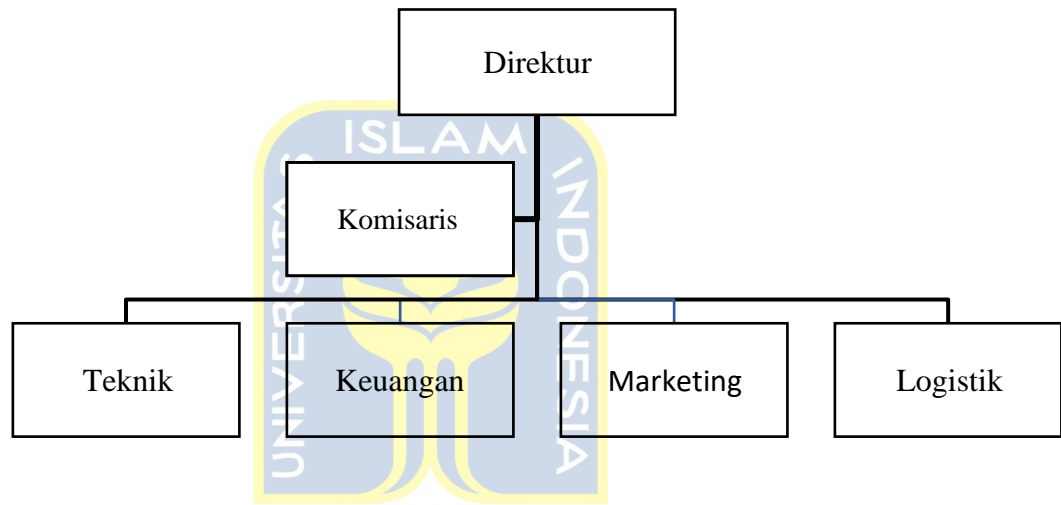 Direktur
UNIVERSITAS ISLAM INDONESIA
Komisaris
Teknik
Keuangan
Marketing
Logistik